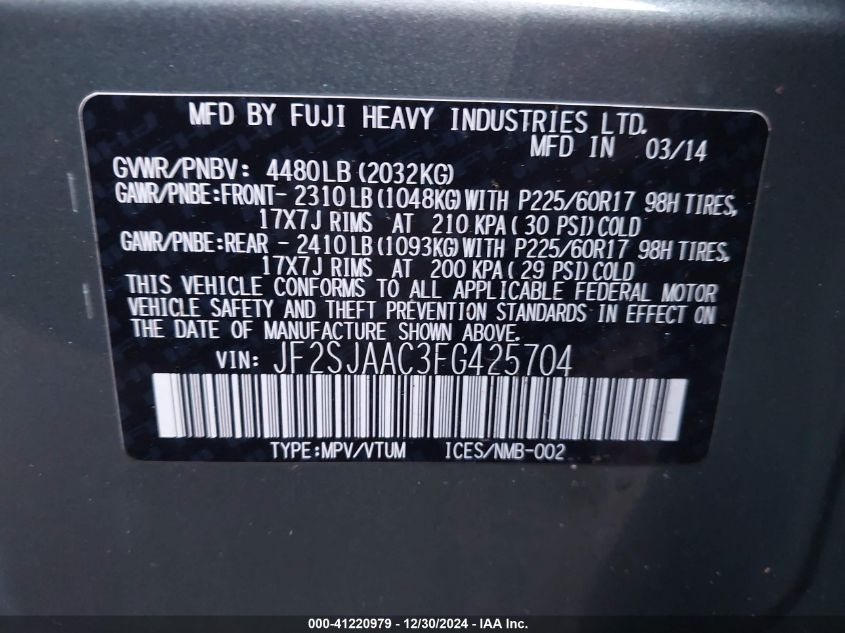 MFD BY FUJI HEAVY INDUSTRIES LTD.
MFD IN 03/14
GVWR/PNBV: 4480LB(2032KG)
GAWR/PNBE:FRONT- 2310LB(1048KG)WITH P225/60R17 98H TIRES,
17X7J RIMS AT 210 KPA( 30 PSI)COLD
GAWR/PNBE:REAR - 2410LB(1093KG)WITH P225/60R17 98H TIRES,
17X7J RIMS AT 200 KPA( 29 PSI)COLD
THIS VEHICLE CONFORMS TO ALL APPLICABLE FEDERAL MOTOR
VEHICLE SAFETY AND THEFT PREVENTION STANDARDS IN EFFECT ON
THE DATE OF MANUFACTURE SHOWN ABOVE.
VIN: JF2SJAAC3FG425704
TYPE:MPV/VTUM ICES/NMB-002
000-41220979 - 12/30/2024 - IAA Inc.